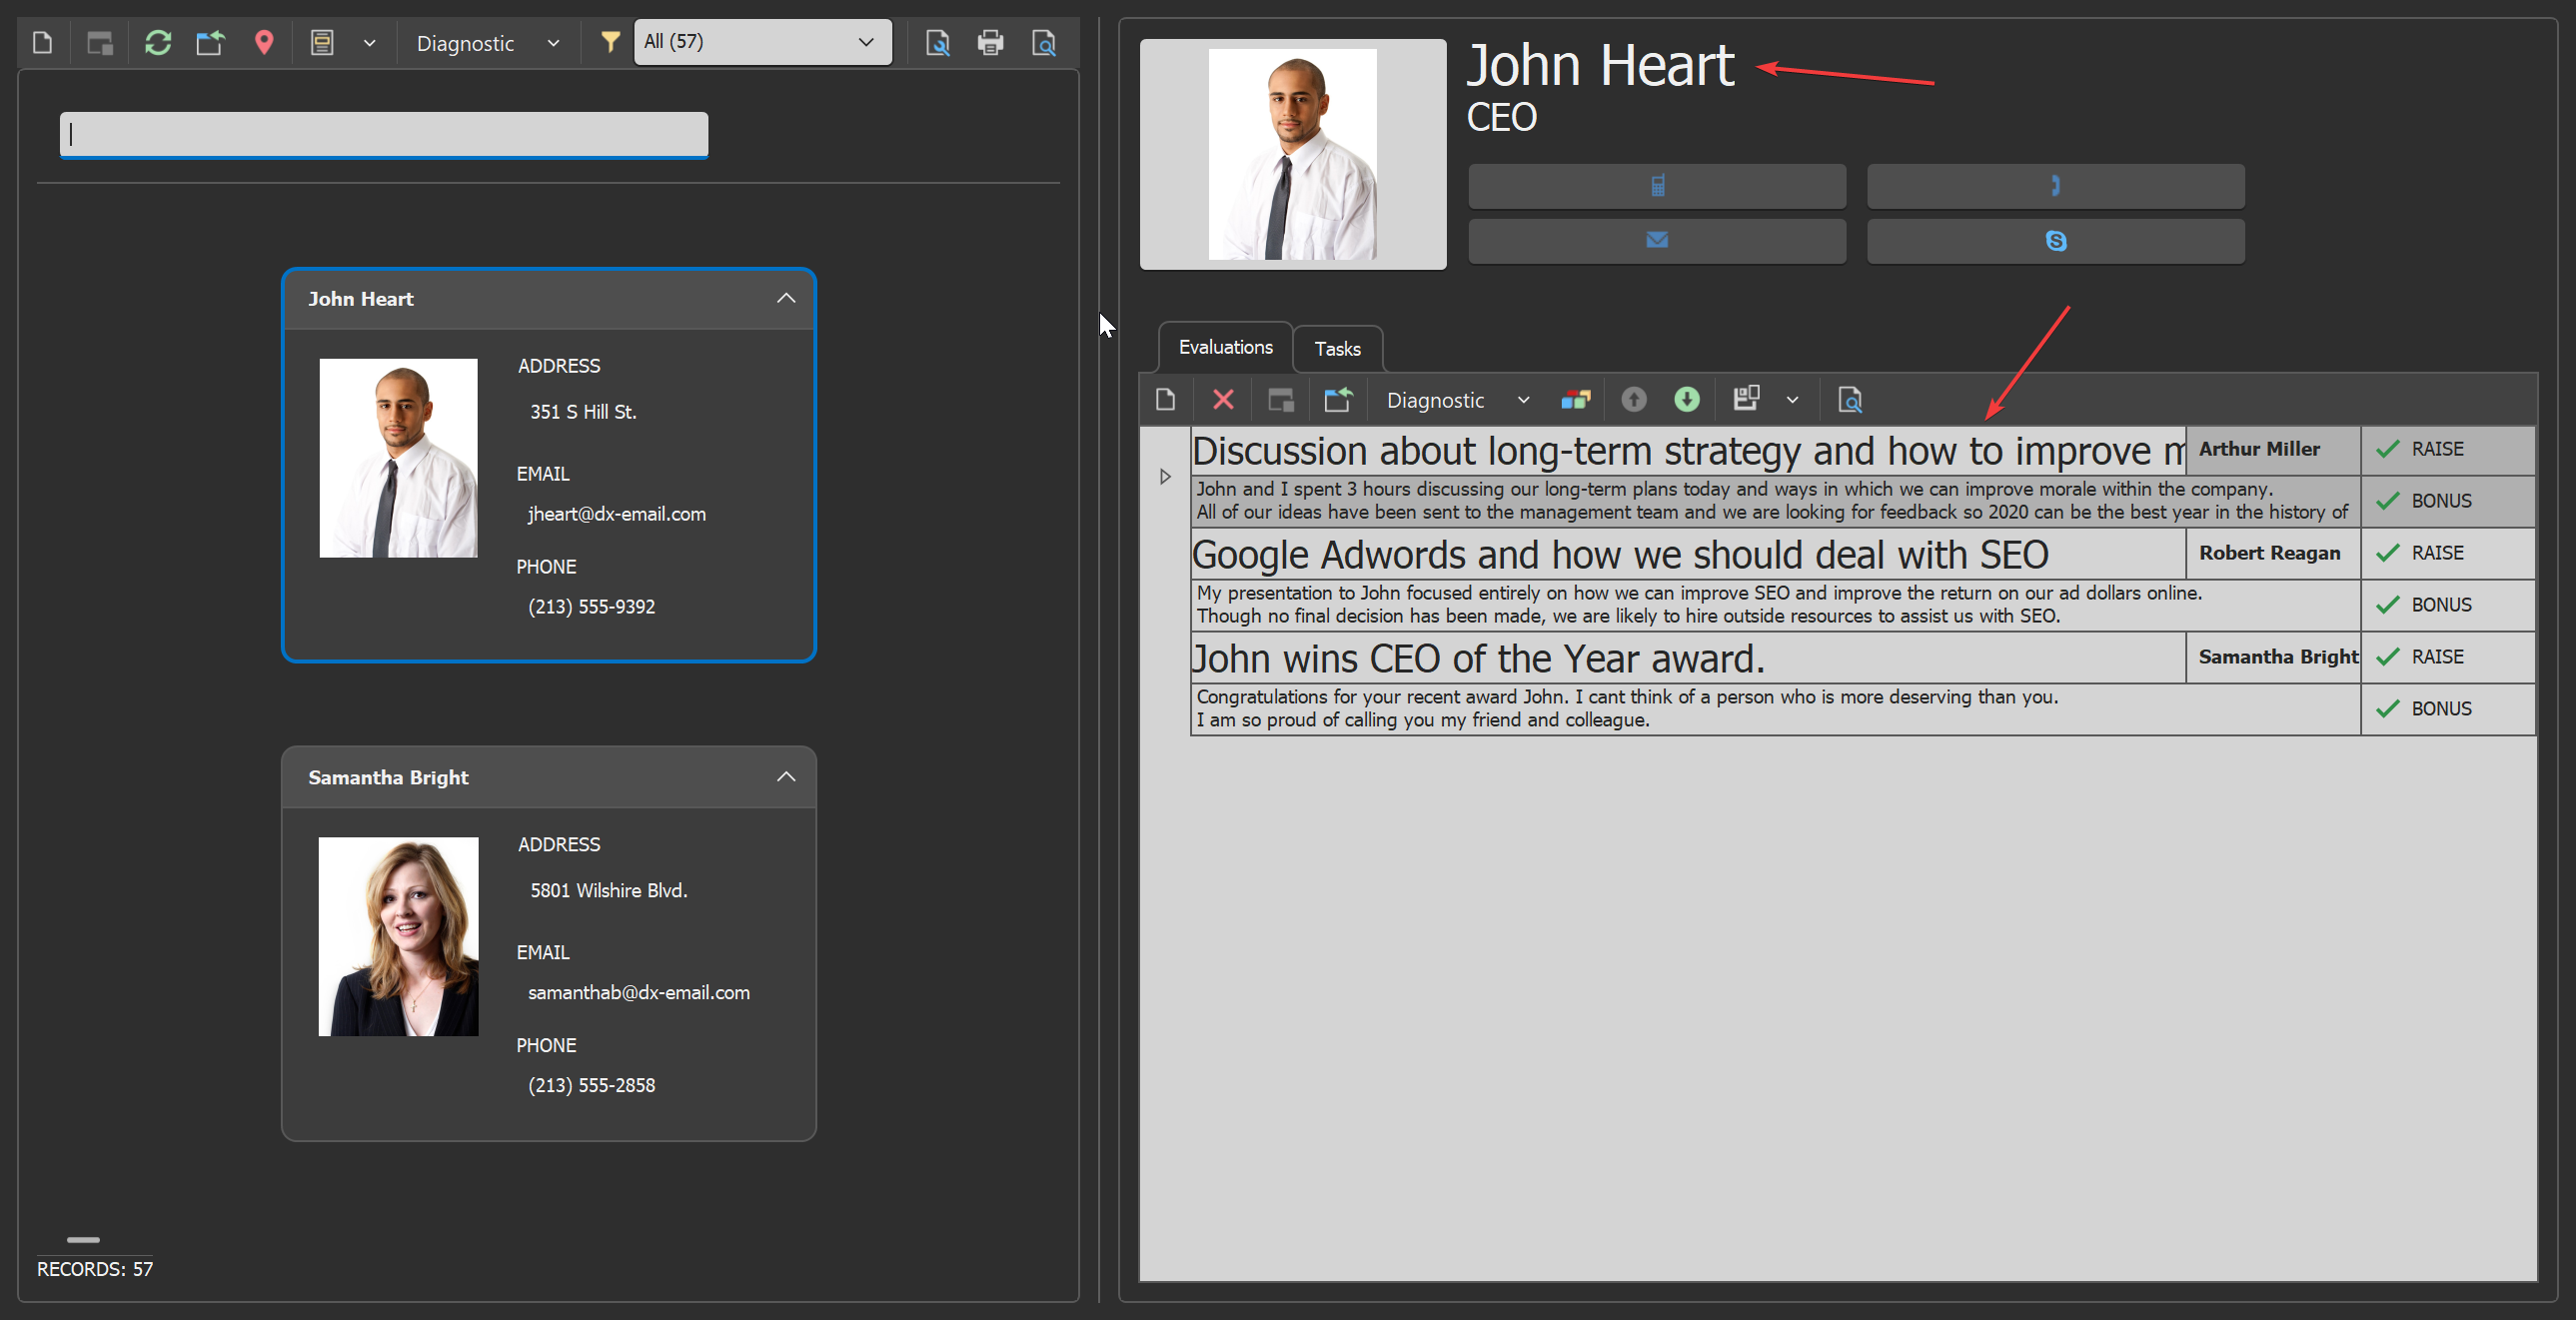 Diagnostic
All (57)
John Heart
ADDRESS
351 S Hill St.
EMAIL
jheart@dx-email.com
PHONE
(213) 555-9392
Samantha Bright
ADDRESS
5801 Wilshire Blvd.
EMAIL
samanthab@dx-email.com
PHONE
(213) 555-2858
RECORDS: 57
John Heart
CEO
Evaluations
Tasks
Diagnostic
Discussion about long-term strategy and how to improve
Arthur Miller
RAISE
John and I spent 3 hours discussing our long-term plans today and ways in which we can improve morale within the company.
All of our ideas have been sent to the management team and we are looking for feedback so 2020 can be the best year in the history of
BONUS
Google Adwords and how we should deal with SEO
Robert Reagan
RAISE
My presentation to John focused entirely on how we can improve SEO and improve the return on our ad dollars online.
Though no final decision has been made, we are likely to hire outside resources to assist us with SEO.
BONUS
John wins CEO of the Year award.
Samantha Bright
RAISE
Congratulations for your recent award John. I cant think of a person who is more deserving than you.
I am so proud of calling you my friend and colleague.
BONUS